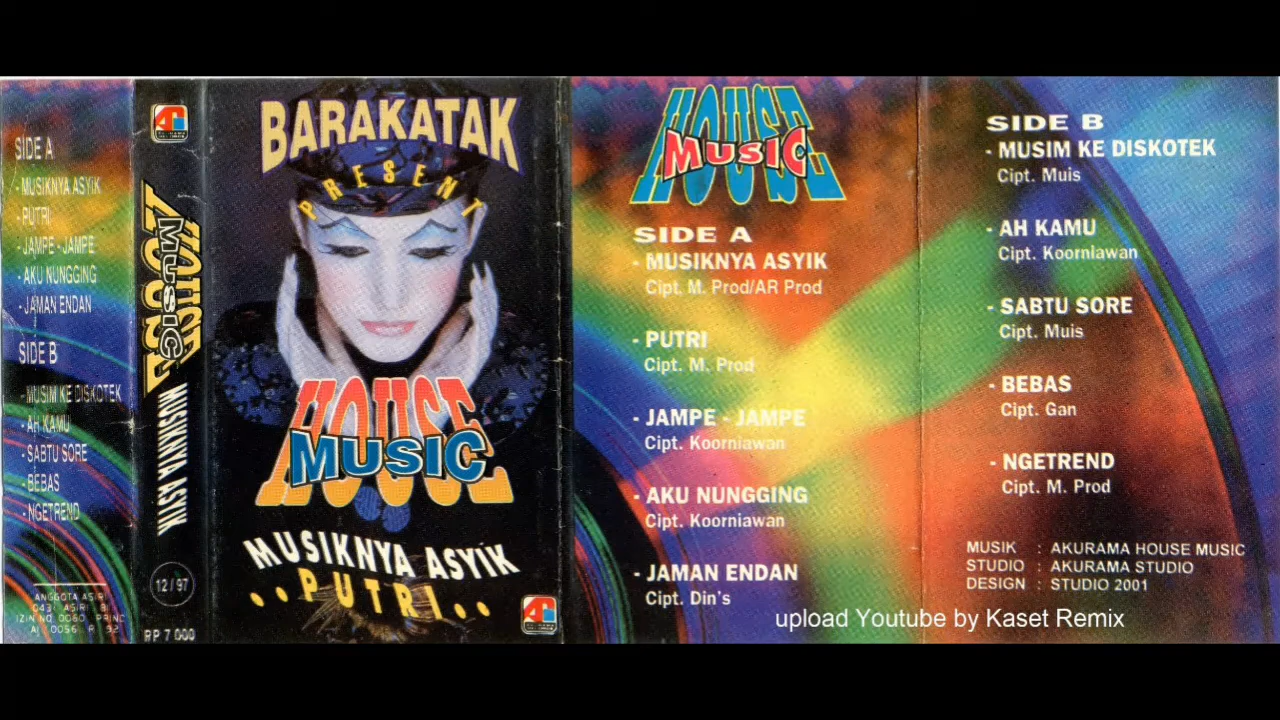 SIDE A
- MUSIKNYA ASYIK
- PUTRI
- JAMPE - JAMPE
- AKU NUNGGING
- JAMAN ENDAN
SIDE B
- MUSIM KE DISKOTEK
- AH KAMU
- SABTU SORE
- BEBAS
- NGETREND
ANGGOTA ASIRI
HOUSE MUSIC
MUSIKNYA ASYIK
12/97
RP 7 000
BARAKATAK
PRESENT
HOUSE
MUSIC
MUSIKNYA ASYIK
..PUTRI..
HOUSE
MUSIC
SIDE A
- MUSIKNYA ASYIK
Cipt. M. Prod/AR Prod
- PUTRI
Cipt. M. Prod
- JAMPE - JAMPE
Cipt. Koorniawan
- AKU NUNGGING
Cipt. Koorniawan
- JAMAN ENDAN
Cipt. Din's
SIDE B
- MUSIM KE DISKOTEK
Cipt. Muis
- AH KAMU
Cipt. Koorniawan
- SABTU SORE
Cipt. Muis
- BEBAS
Cipt. Gan
- NGETREND
Cipt. M. Prod
MUSIK : AKURAMA HOUSE MUSIC
STUDIO : AKURAMA STUDIO
DESIGN : STUDIO 2001
upload Youtube by Kaset Remix